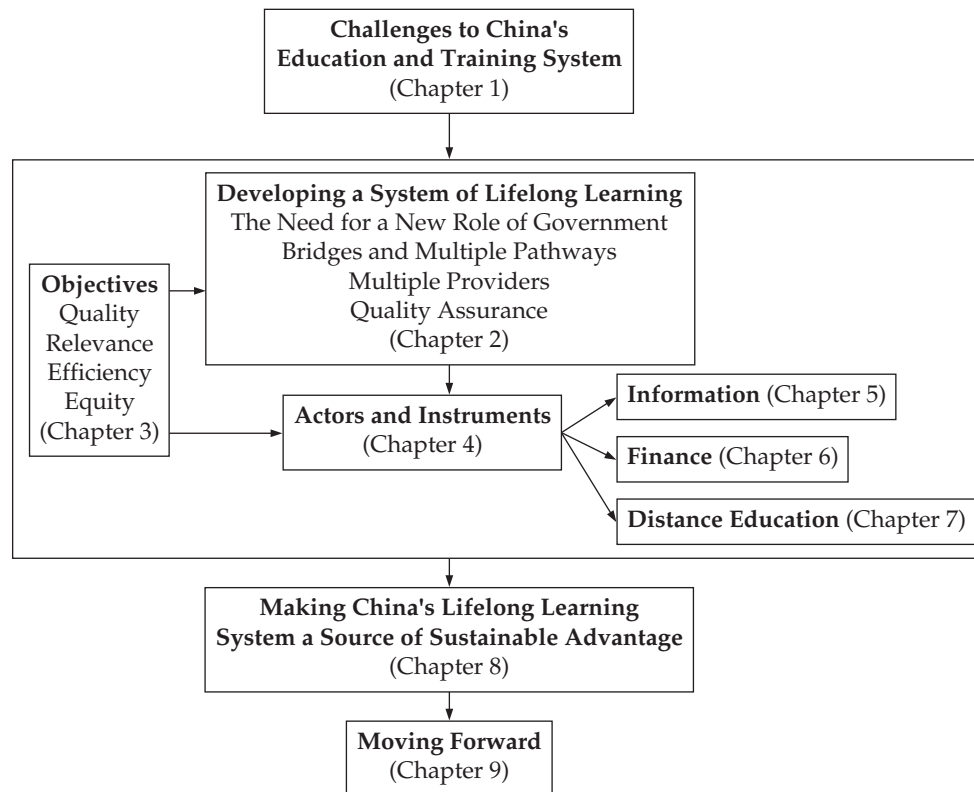 Challenges to China's
Education and Training System
(Chapter 1)
Developing a System of Lifelong Learning
The Need for a New Role of Government
Bridges and Multiple Pathways
Multiple Providers
Quality Assurance
(Chapter 2)
Objectives
Quality
Relevance
Efficiency
Equity
(Chapter 3)
Actors and Instruments
(Chapter 4)
Information (Chapter 5)
Finance (Chapter 6)
Distance Education (Chapter 7)
Making China's Lifelong Learning
System a Source of Sustainable Advantage
(Chapter 8)
Moving Forward
(Chapter 9)